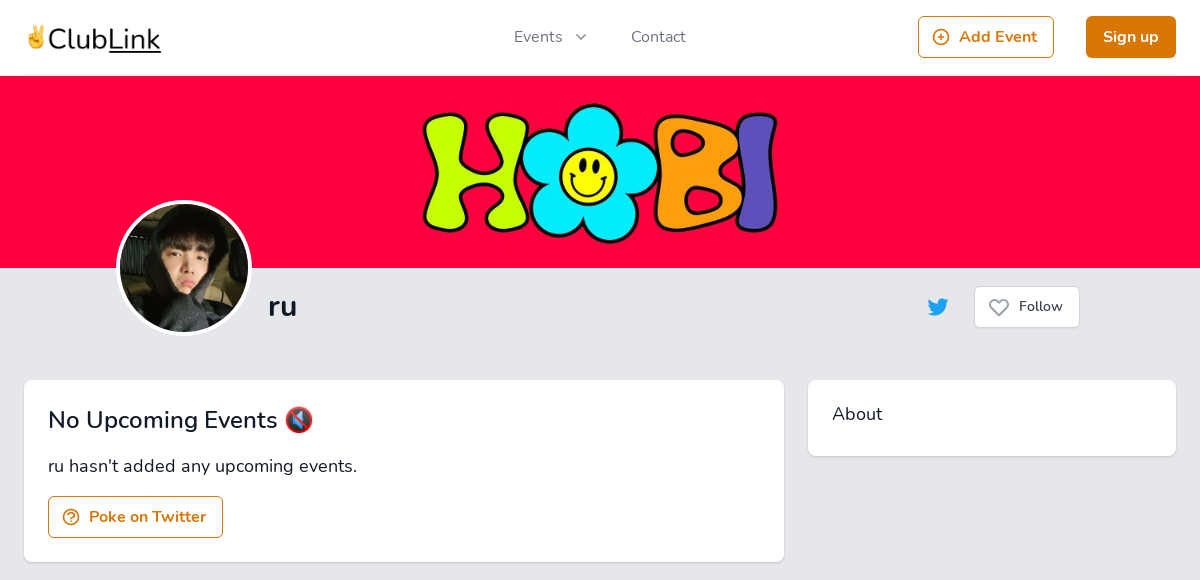 ✌ClubLink
Events
Contact
Add Event
Sign up
HOBI
ru
Follow
No Upcoming Events 🔇
ru hasn't added any upcoming events.
Poke on Twitter
About